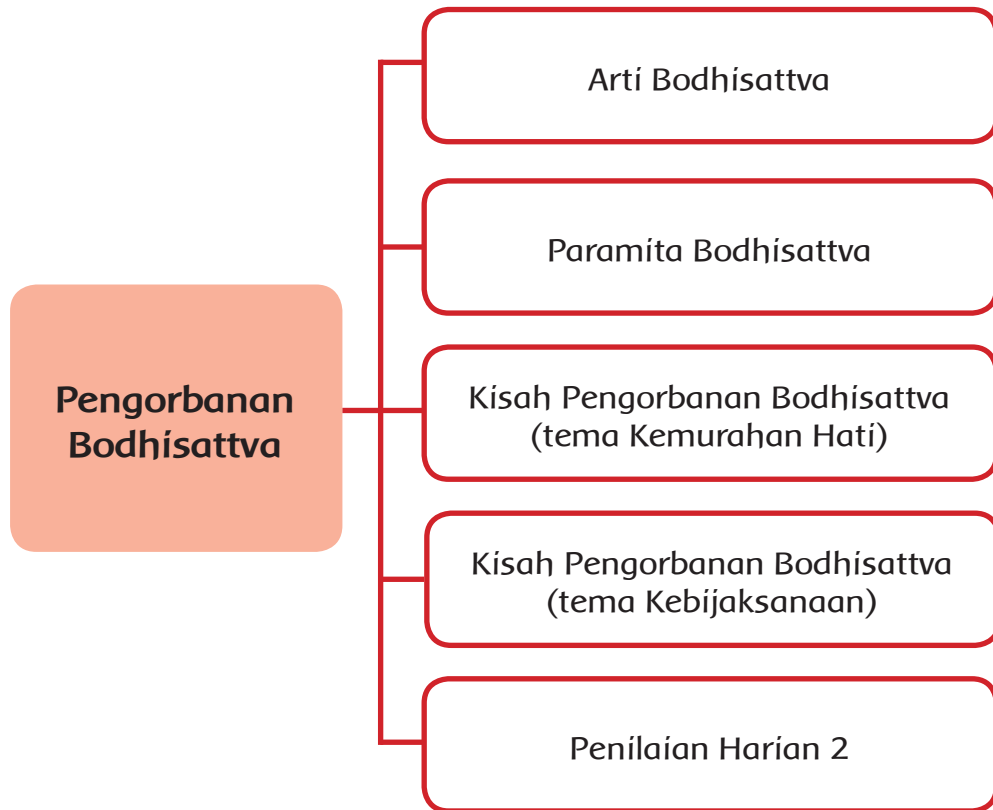 Arti Bodhisattva
Paramita Bodhisattva
Pengorbanan
Bodhisattva
Kisah Pengorbanan Bodhisattva
(tema Kemurahan Hati)
Kisah Pengorbanan Bodhisattva
(tema Kebijaksanaan)
Penilaian Harian 2